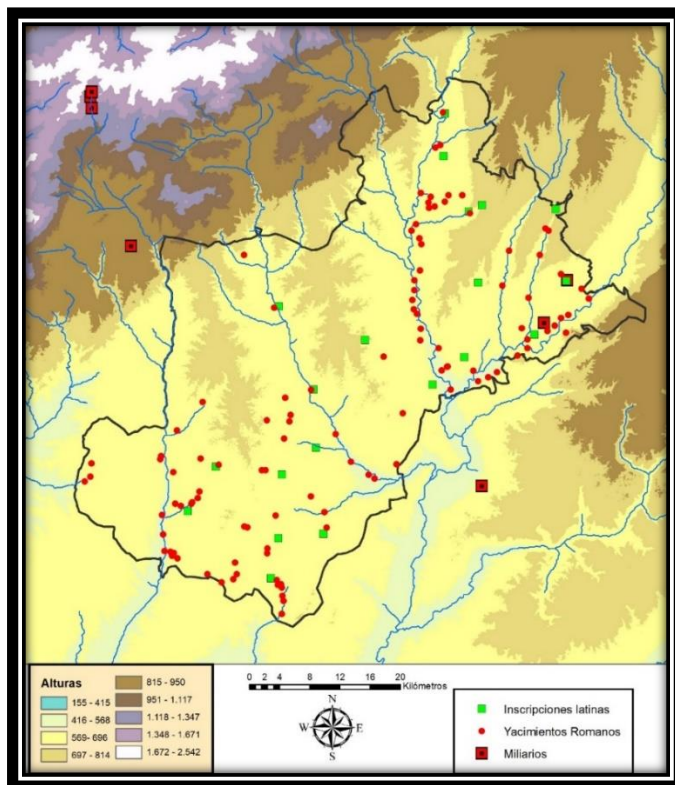 Alturas
155 - 415
416 - 568
569- 696
697 - 814
815 - 950
951 - 1.117
1.118 - 1.347
1.348 - 1.671
1.672 - 2.542
0 2 4 8 12 16 20
Kilómetros
N
W E
S
Inscripciones latinas
Yacimientos Romanos
Miliarios